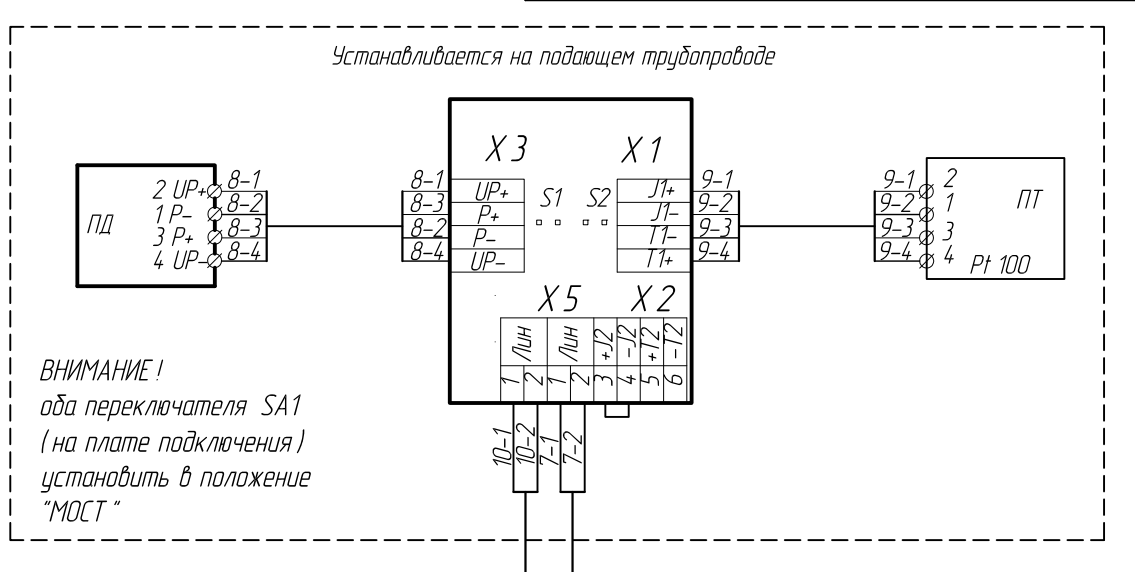 Устанавливается на подающем трубопроводе
X3
X1
ПД
2 UP+ 8-1
1 P- 8-2
3 P+ 8-3
4 UP- 8-4
8-1 UP+
8-3 P+
8-2 P-
8-4 UP-
S1
S2
J1+ 9-1
J1- 9-2
T1- 9-3
T1+ 9-4
9-1 2
9-2 1
9-3 3
9-4 4
ПТ
Pt 100
X5
X2
Лин
Лин
+J2
-J2
+T2
-T2
1 2 1 2 3 4 5 6
10-1
10-2
7-1
7-2
ВНИМАНИЕ !
оба переключателя SA1
(на плате подключения)
установить в положение
"МОСТ"